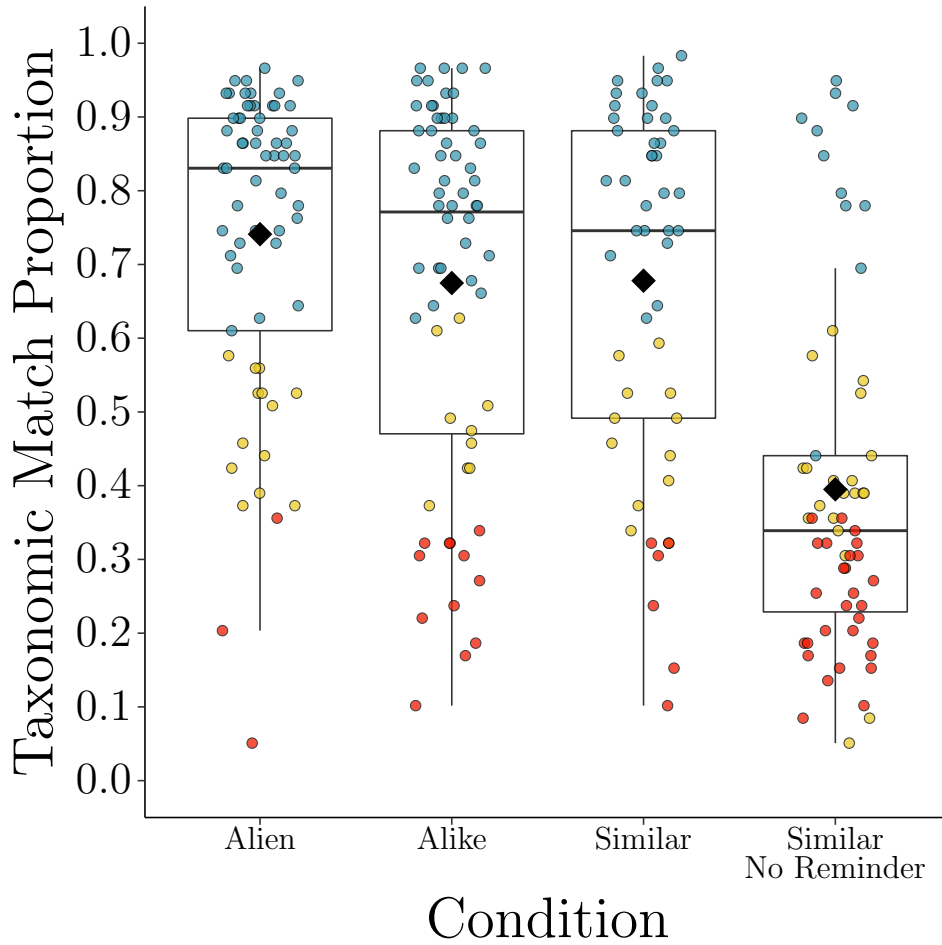 Taxonomic Match Proportion
1.0
0.9
0.8
0.7
0.6
0.5
0.4
0.3
0.2
0.1
0.0
Alien
Alike
Similar
Similar
No Reminder
Condition